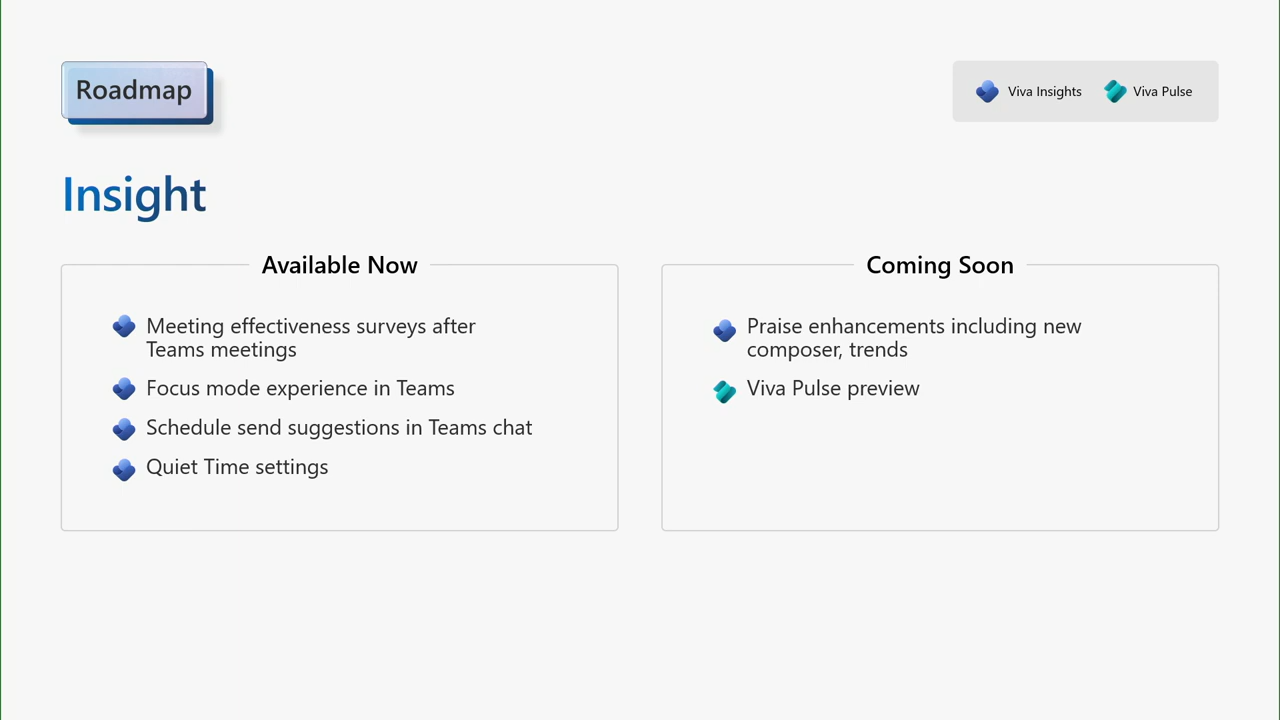 Roadmap
Viva Insights
Viva Pulse
Insight
Available Now
Meeting effectiveness surveys after
Teams meetings
Focus mode experience in Teams
Schedule send suggestions in Teams chat
Quiet Time settings
Coming Soon
Praise enhancements including new
composer, trends
Viva Pulse preview